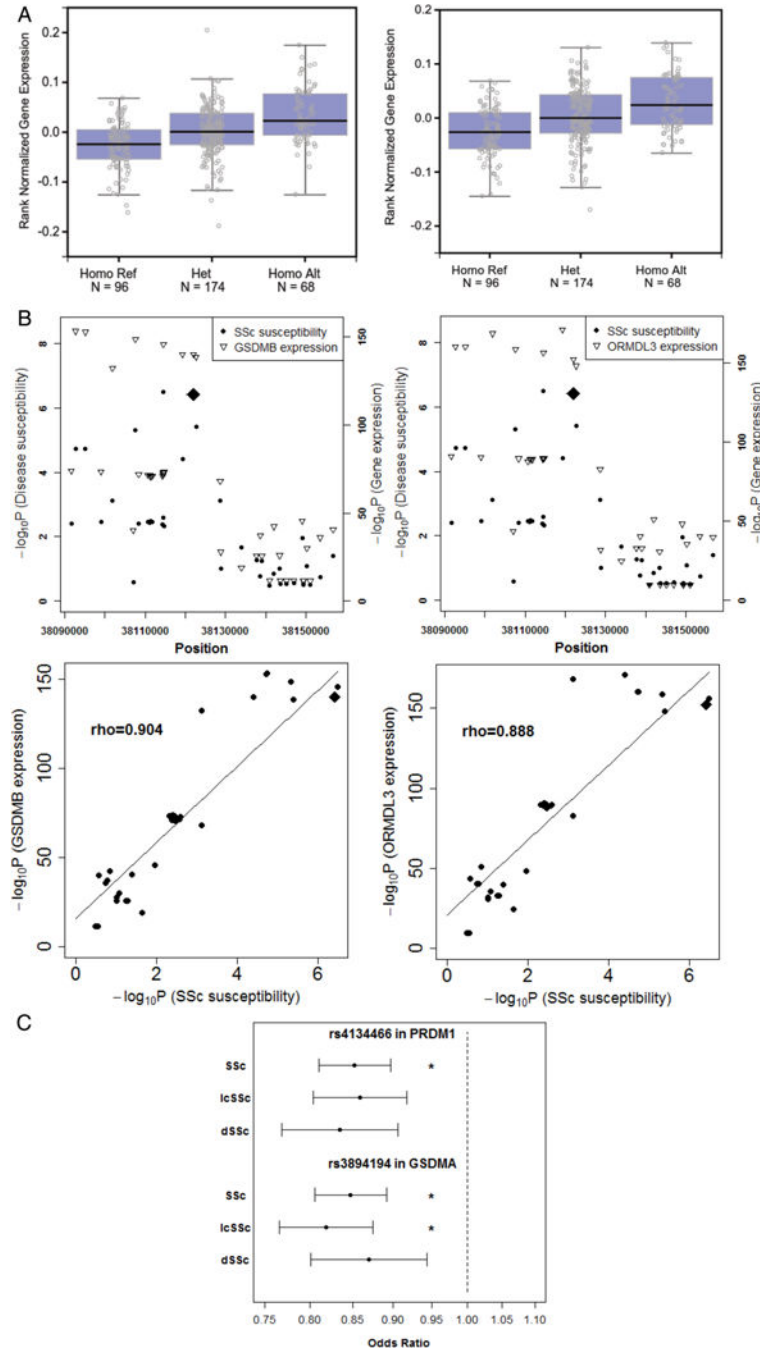 A
Rank Normalized Gene Expression
0.2
0.1
0.0
-0.1
-0.2
Homo Ref
N = 96
Het
N = 174
Homo Alt
N = 68
Rank Normalized Gene Expression
0.2
0.1
0.0
-0.1
-0.2
Homo Ref
N = 96
Het
N = 174
Homo Alt
N = 68
B
−log10P (Disease susceptibility)
8
6
4
2
0
SSc susceptibility
GSDMB expression
150
100
50
0
−log10P (Gene expression)
38090000
38110000
38130000
38150000
Position
−log10P (Disease susceptibility)
8
6
4
2
0
SSc susceptibility
ORMDL3 expression
150
100
50
0
−log10P (Gene expression)
38090000
38110000
38130000
38150000
Position
−log10P (GSDMB expression)
150
100
50
0
rho=0.904
0
2
4
6
−log10P (SSc susceptibility)
−log10P (ORMDL3 expression)
150
100
50
0
rho=0.888
0
2
4
6
−log10P (SSc susceptibility)
C
rs4134466 in PRDM1
SSc
*
lcSSc
dSSc
rs3894194 in GSDMA
SSc
*
lcSSc
*
dSSc
0.75
0.80
0.85
0.90
0.95
1.00
1.05
1.10
Odds Ratio